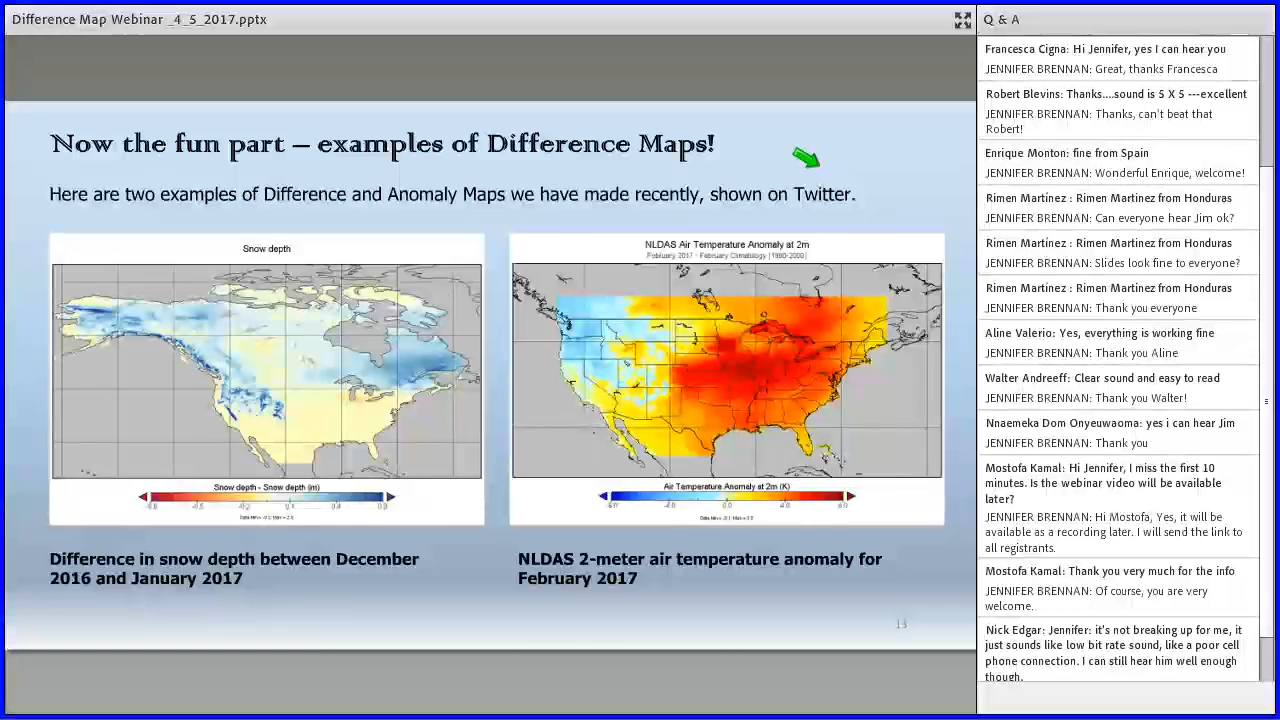 Difference Map Webinar _4_5_2017.pptx
Now the fun part – examples of Difference Maps!
Here are two examples of Difference and Anomaly Maps we have made recently, shown on Twitter.
Snow depth
Snow depth - Snow depth (m)
NLDAS Air Temperature Anomaly at 2m
February 2017 - February Climatology
Air Temperature Anomaly at 2m (K)
Difference in snow depth between December
2016 and January 2017
NLDAS 2-meter air temperature anomaly for
February 2017
13
Q & A
Francesca Cigna: Hi Jennifer, yes I can hear you
JENNIFER BRENNAN: Great, thanks Francesca
Robert Blevins: Thanks....sound is 5 X 5 ---excellent
JENNIFER BRENNAN: Thanks, can't beat that
Robert!
Enrique Monton: fine from Spain
JENNIFER BRENNAN: Wonderful Enrique, welcome!
Rimen Martínez : Rimen Martinez from Honduras
JENNIFER BRENNAN: Can everyone hear Jim ok?
Rimen Martínez : Rimen Martinez from Honduras
JENNIFER BRENNAN: Slides look fine to everyone?
Rimen Martínez : Rimen Martinez from Honduras
JENNIFER BRENNAN: Thank you everyone
Aline Valerio: Yes, everything is working fine
JENNIFER BRENNAN: Thank you Aline
Walter Andreeff: Clear sound and easy to read
JENNIFER BRENNAN: Thank you Walter!
Nnaemeka Dom Onyeuwaoma: yes i can hear Jim
JENNIFER BRENNAN: Thank you
Mostofa Kamal: Hi Jennifer, I miss the first 10
minutes. Is the webinar video will be available
later?
JENNIFER BRENNAN: Hi Mostofa, Yes, it will be
available as a recording later. I will send the link to
all registrants.
Mostofa Kamal: Thank you very much for the info
JENNIFER BRENNAN: Of course, you are very
welcome.
Nick Edgar: Jennifer: it's not breaking up for me, it
just sounds like low bit rate sound, like a poor cell
phone connection. I can still hear him well enough
though.